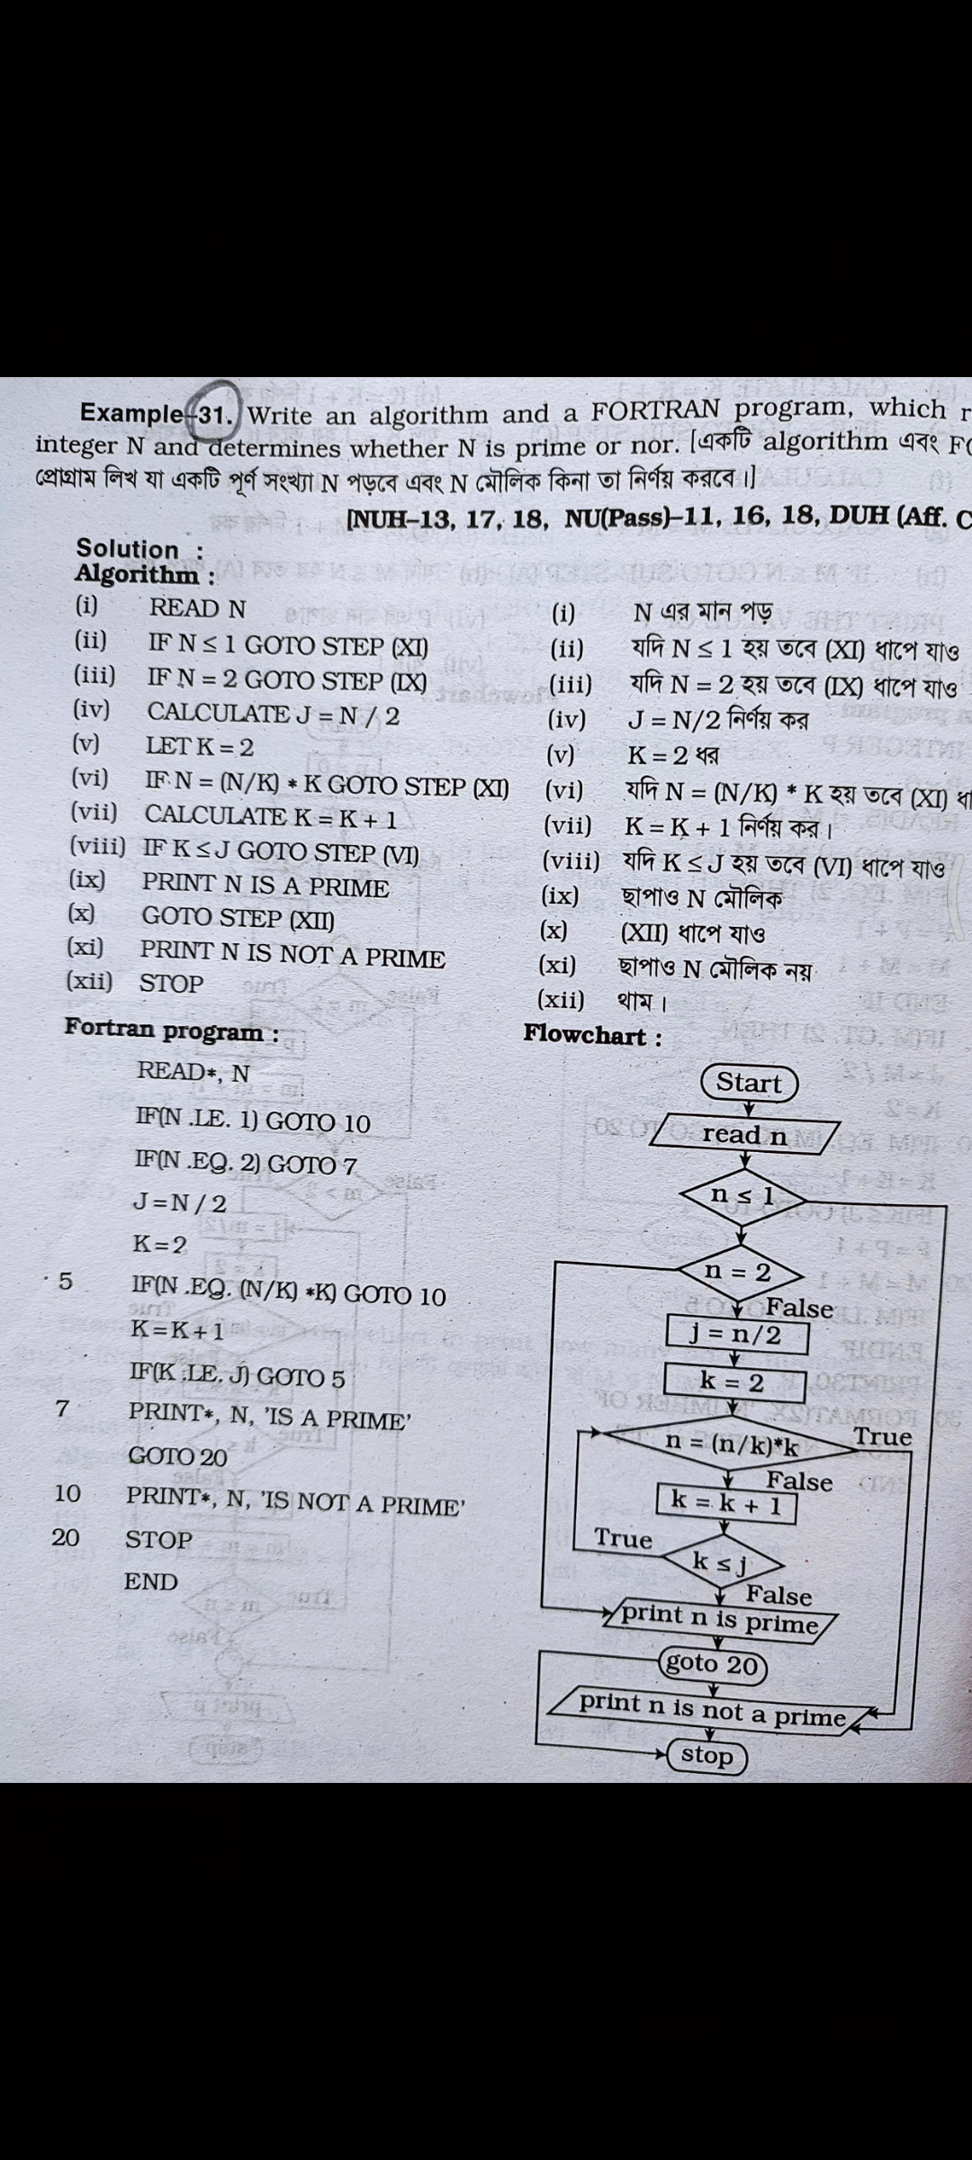 Example–31. Write an algorithm and a FORTRAN program, which
integer N and determines whether N is prime or nor. [একটি algorithm এবং
প্রোগ্রাম লিখ যা একটি পূর্ণ সংখ্যা N পড়বে এবং N মৌলিক কিনা তা নির্ণয় করবে।]
[NUH–13, 17, 18, NU(Pass)–11, 16, 18, DUH (Aff.
Solution :
Algorithm :
(i) READ N
(ii) IF N ≤ 1 GOTO STEP (XI)
(iii) IF N = 2 GOTO STEP (IX)
(iv) CALCULATE J = N / 2
(v) LET K = 2
(vi) IF N = (N/K) * K GOTO STEP (XI)
(vii) CALCULATE K = K + 1
(viii) IF K ≤ J GOTO STEP (VI)
(ix) PRINT N IS A PRIME
(x) GOTO STEP (XII)
(xi) PRINT N IS NOT A PRIME
(xii) STOP
(i) N এর মান পড়
(ii) যদি N ≤ 1 হয় তবে (XI) ধাপে যাও
(iii) যদি N = 2 হয় তবে (IX) ধাপে যাও
(iv) J = N/2 নির্ণয় কর
(v) K = 2 ধর
(vi) যদি N = (N/K) * K হয় তবে (XI)
(vii) K = K + 1 নির্ণয় কর।
(viii) যদি K ≤ J হয় তবে (VI) ধাপে যাও
(ix) ছাপাও N মৌলিক
(x) (XII) ধাপে যাও
(xi) ছাপাও N মৌলিক নয়
(xii) থাম।
Fortran program :
READ*, N
IF(N .LE. 1) GOTO 10
IF(N .EQ. 2) GOTO 7
J = N / 2
K = 2
5 IF(N .EQ. (N/K) *K) GOTO 10
K = K + 1
IF(K .LE. J) GOTO 5
7 PRINT*, N, 'IS A PRIME'
GOTO 20
10 PRINT*, N, 'IS NOT A PRIME'
20 STOP
END
Flowchart :
Start
read n
n ≤ 1
n = 2
False
j = n/2
k = 2
n = (n/k)*k
True
False
k = k + 1
True
k ≤ j
False
print n is prime
goto 20
print n is not a prime
stop